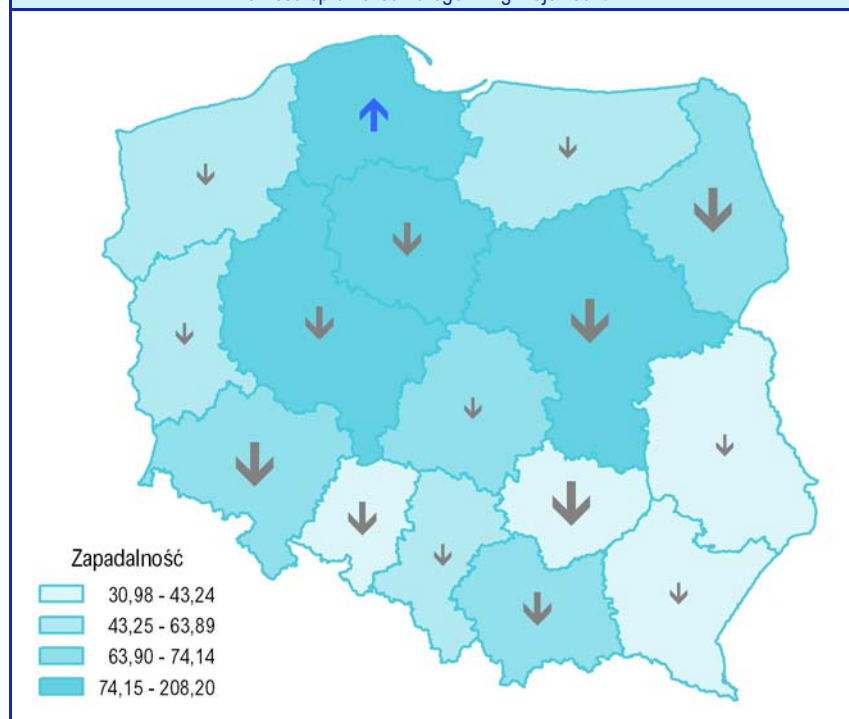 Zapadalność
30,98 - 43,24
43,25 - 63,89
63,90 - 74,14
74,15 - 208,20